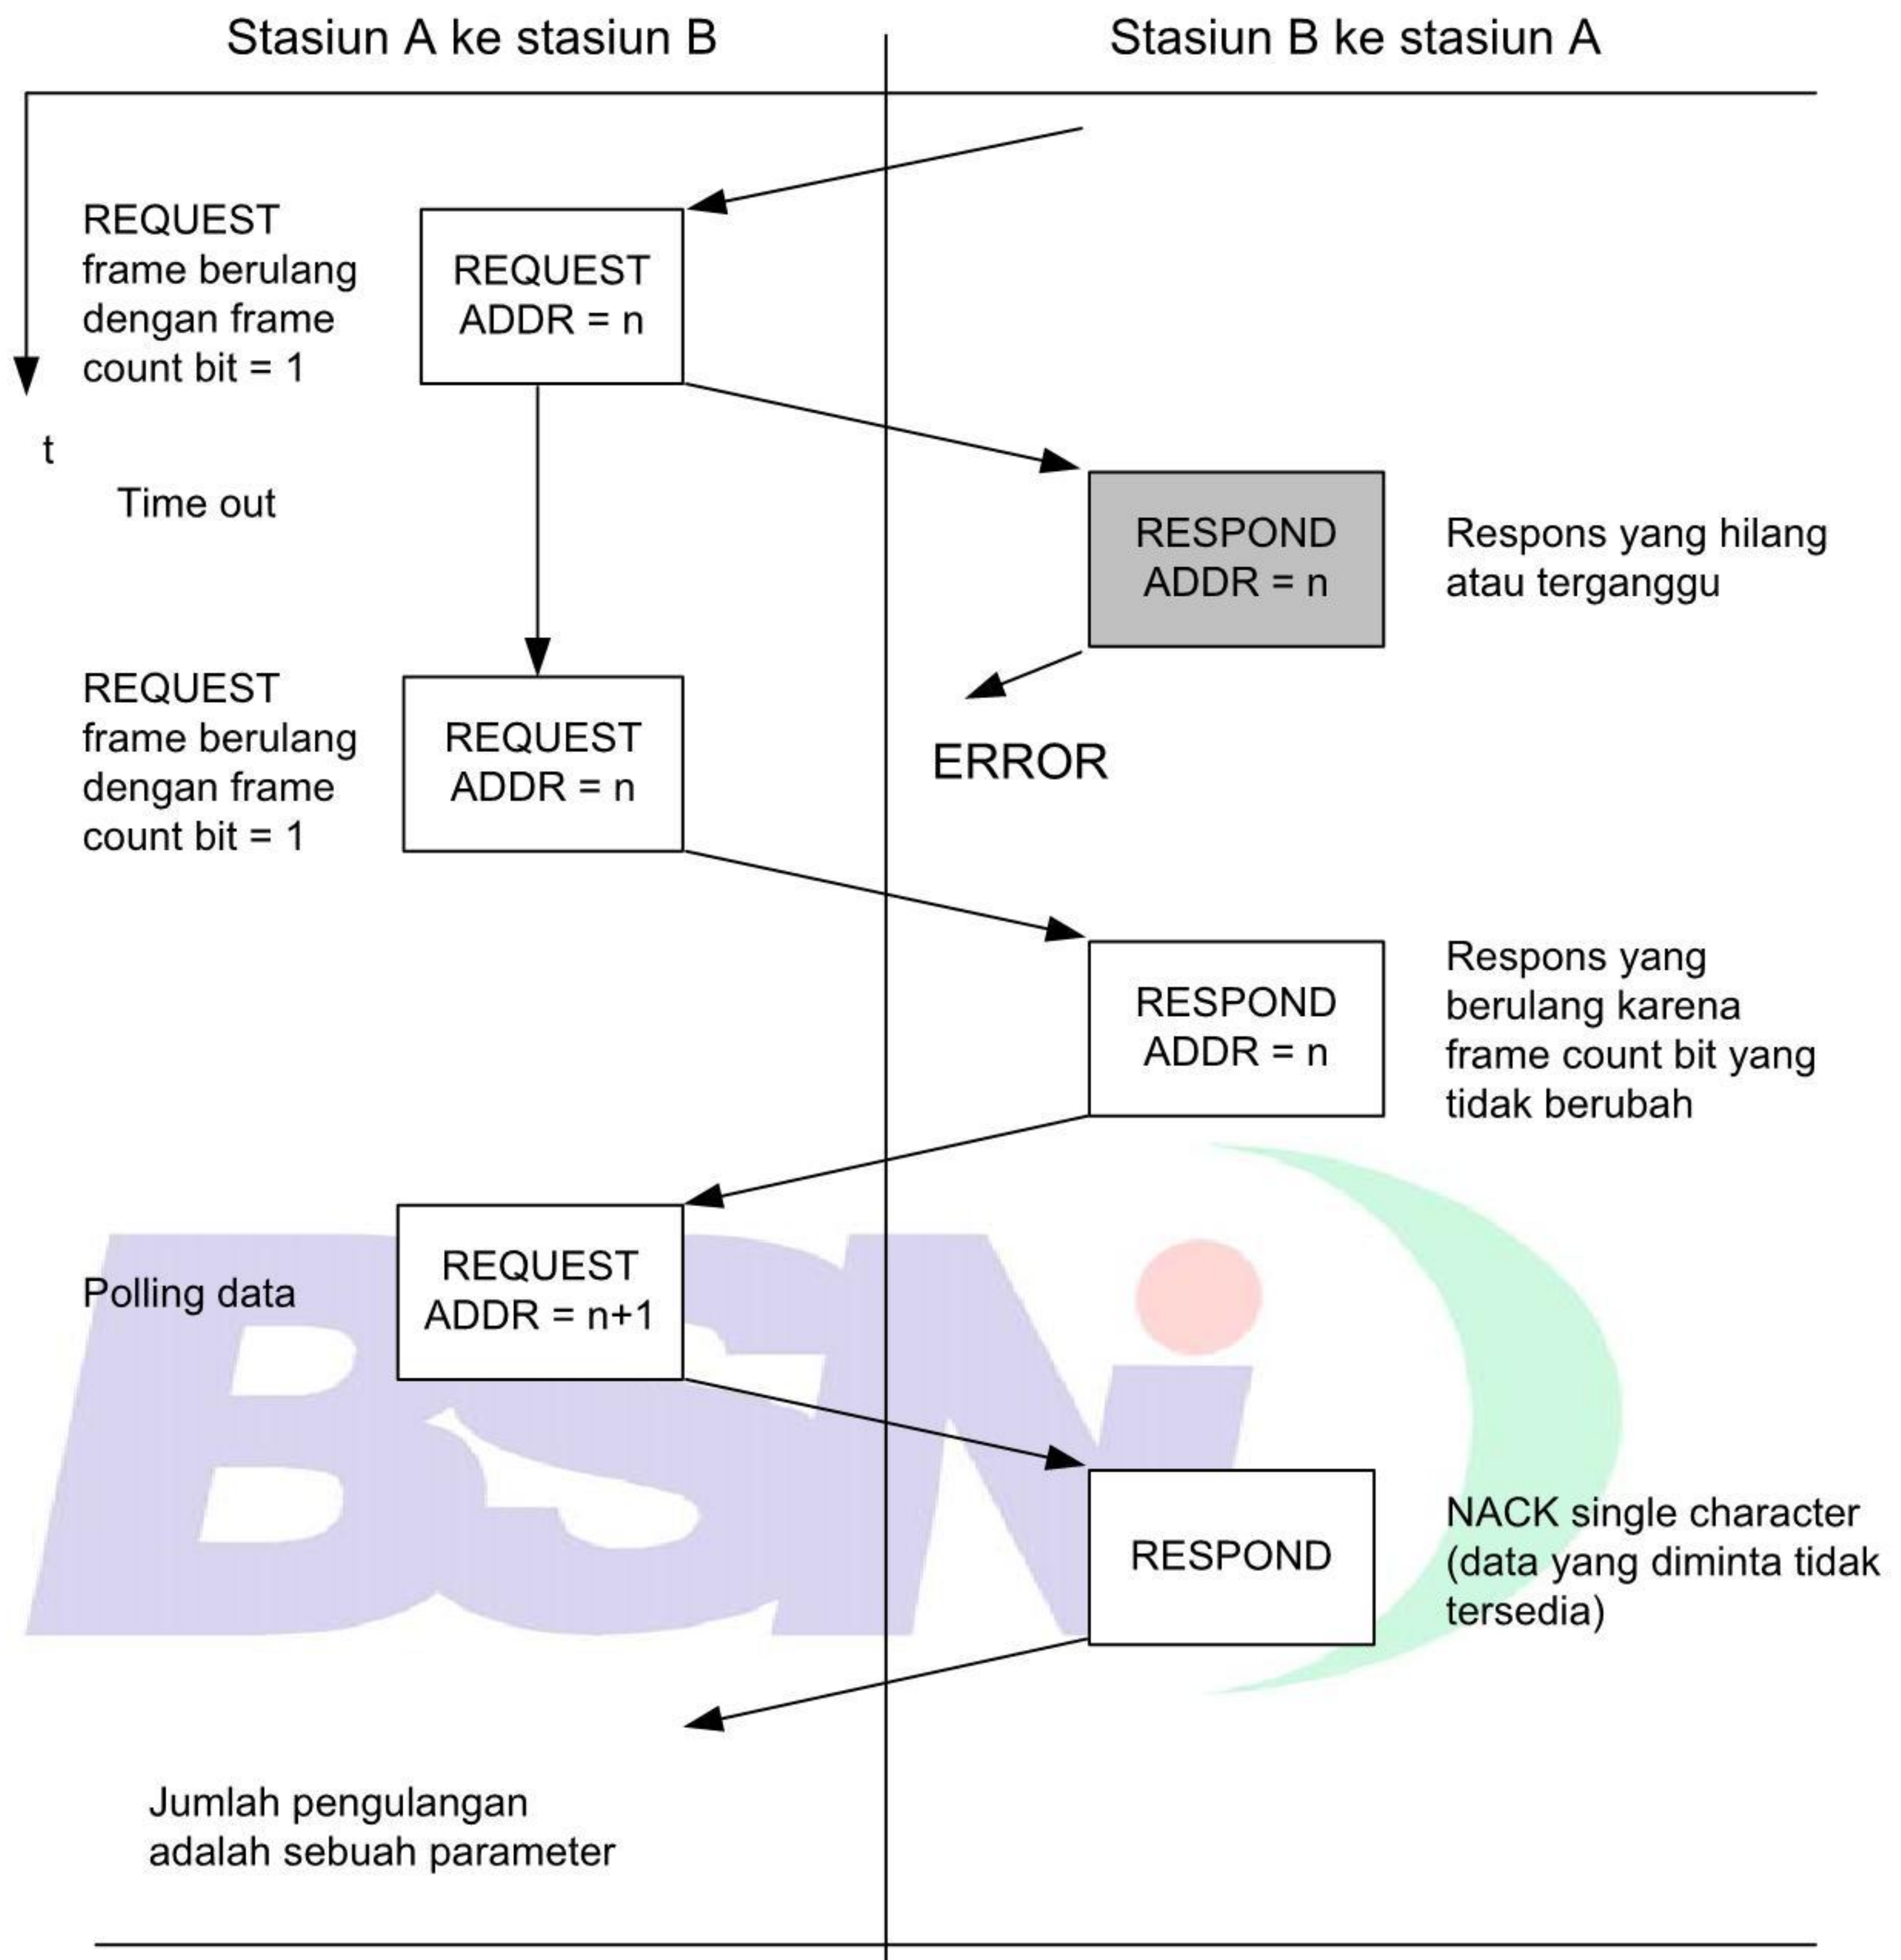 Stasiun A ke stasiun B
Stasiun B ke stasiun A
REQUEST
frame berulang
dengan frame
count bit = 1
REQUEST
ADDR = n
t
Time out
RESPOND
ADDR = n
Respons yang hilang
atau terganggu
ERROR
REQUEST
frame berulang
dengan frame
count bit = 1
REQUEST
ADDR = n
RESPOND
ADDR = n
Respons yang
berulang karena
frame count bit yang
tidak berubah
Polling data
REQUEST
ADDR = n+1
BSNi
RESPOND
NACK single character
(data yang diminta tidak
tersedia)
Jumlah pengulangan
adalah sebuah parameter